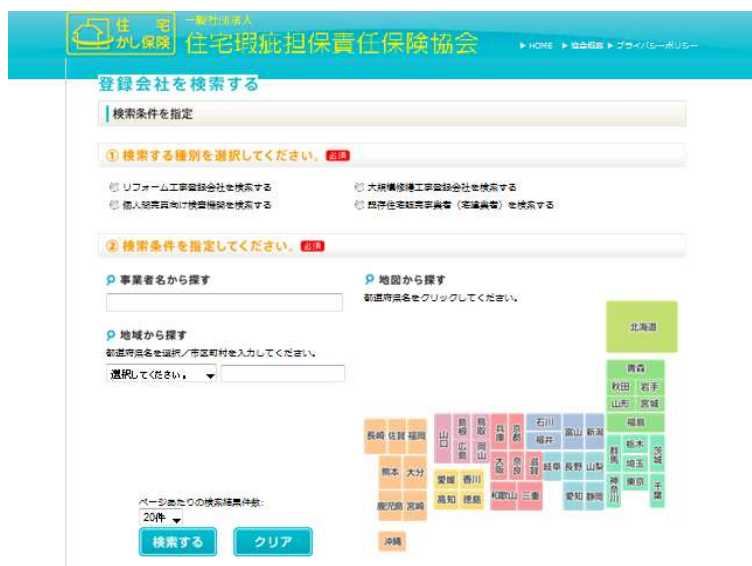 住宅
かし保険
一般社団法人
住宅瑕疵担保責任保険協会
▶ HOME ▶ 協会概要 ▶ プライバシーポリシー
登録会社を検索する
検索条件を指定
① 検索する種別を選択してください。 必須
リフォーム工事登録会社を検索する
大規模修繕工事登録会社を検索する
個人間売買向け検査機関を検索する
既存住宅販売事業者（宅建業者）を検索する
② 検索条件を指定してください。 必須
事業者名から探す
地図から探す
都道府県名をクリックしてください。
地域から探す
都道府県名を選択／市区町村を入力してください。
選択してください。
北海道
青森
秋田 岩手
山形 宮城
福島
長崎 佐賀 福岡
熊本 大分
鹿児島 宮崎
沖縄
山口 島根 鳥取
広島 岡山
愛媛 香川
高知 徳島
兵庫 京都
大阪 奈良 滋賀
和歌山 三重
石川
福井
富山 新潟
岐阜 長野 山梨
愛知 静岡
群馬 栃木 茨城
埼玉
神奈川 東京 千葉
ページあたりの検索結果件数:
20件
検索する クリア